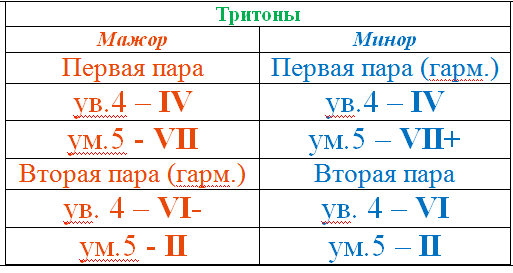 Тритоны
Мажор Минор
Первая пара Первая пара (гарм.)
ув.4 – IV ув.4 – IV
ум.5 - VII ум.5 – VII+
Вторая пара (гарм.) Вторая пара
ув. 4 – VI- ув. 4 – VI
ум.5 - II ум.5 – II